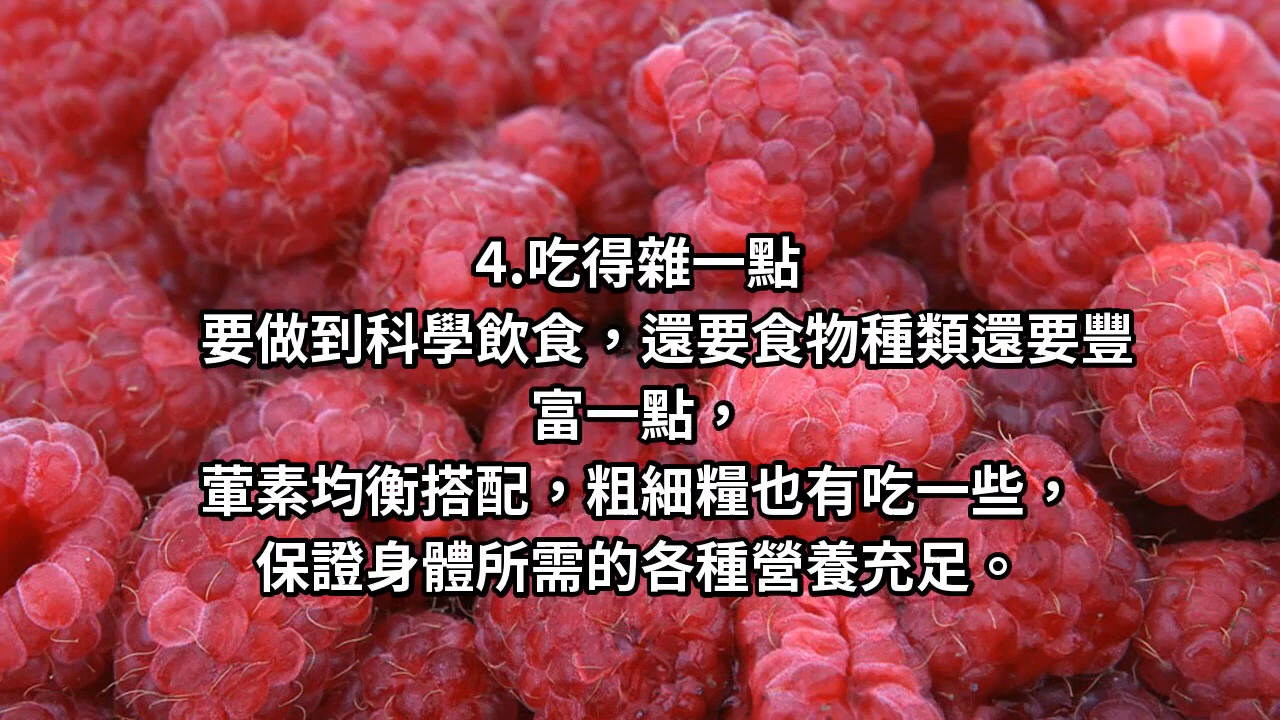 4.吃得雜一點
要做到科學飲食，還要食物種類還要豐
富一點，
葷素均衡搭配，粗細糧也有吃一些，
保證身體所需的各種營養充足。